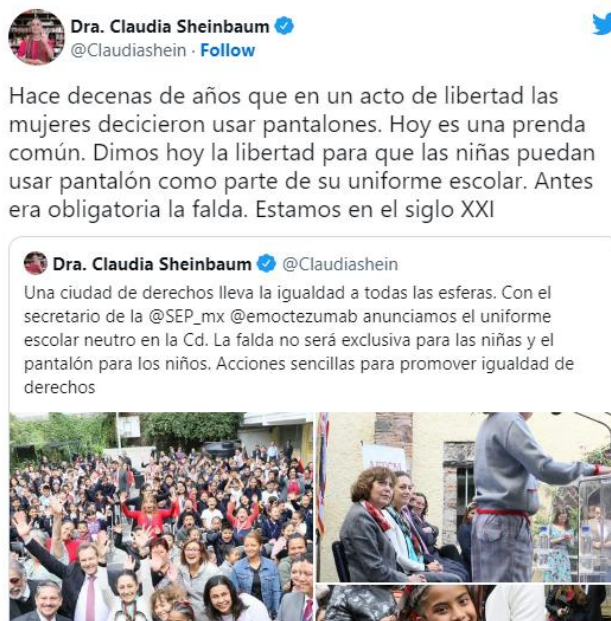 Dra. Claudia Sheinbaum
@Claudiashein · Follow
Hace decenas de años que en un acto de libertad las
mujeres decicieron usar pantalones. Hoy es una prenda
común. Dimos hoy la libertad para que las niñas puedan
usar pantalón como parte de su uniforme escolar. Antes
era obligatoria la falda. Estamos en el siglo XXI
Dra. Claudia Sheinbaum @Claudiashein
Una ciudad de derechos lleva la igualdad a todas las esferas. Con el
secretario de la @SEP_mx @emoctezumab anunciamos el uniforme
escolar neutro en la Cd. La falda no será exclusiva para las niñas y el
pantalón para los niños. Acciones sencillas para promover igualdad de
derechos